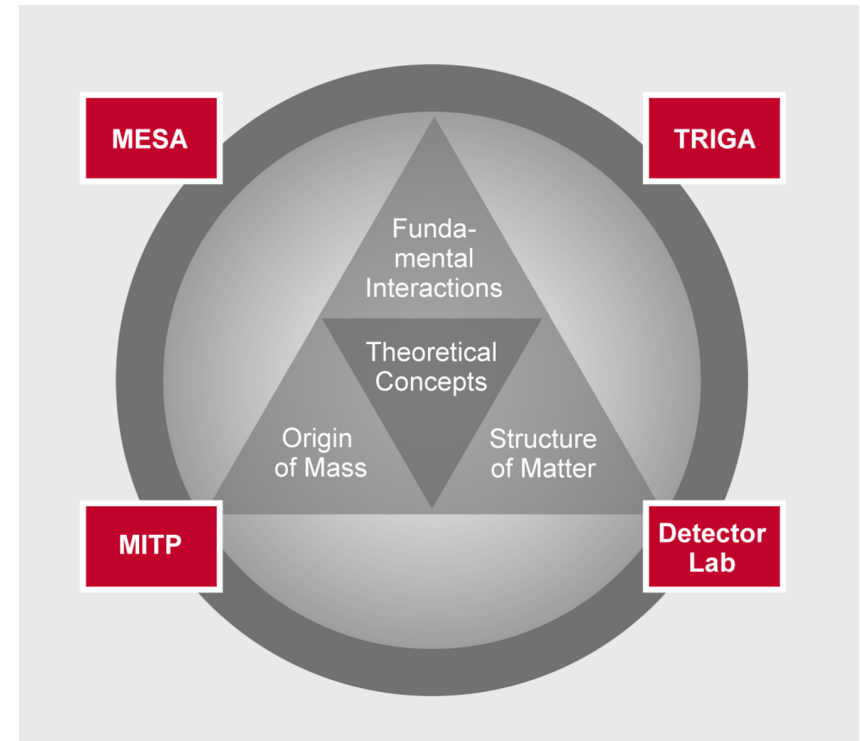 MESA
TRIGA
Funda-
mental
Interactions
Theoretical
Concepts
Origin
of Mass
Structure
of Matter
MITP
Detector
Lab